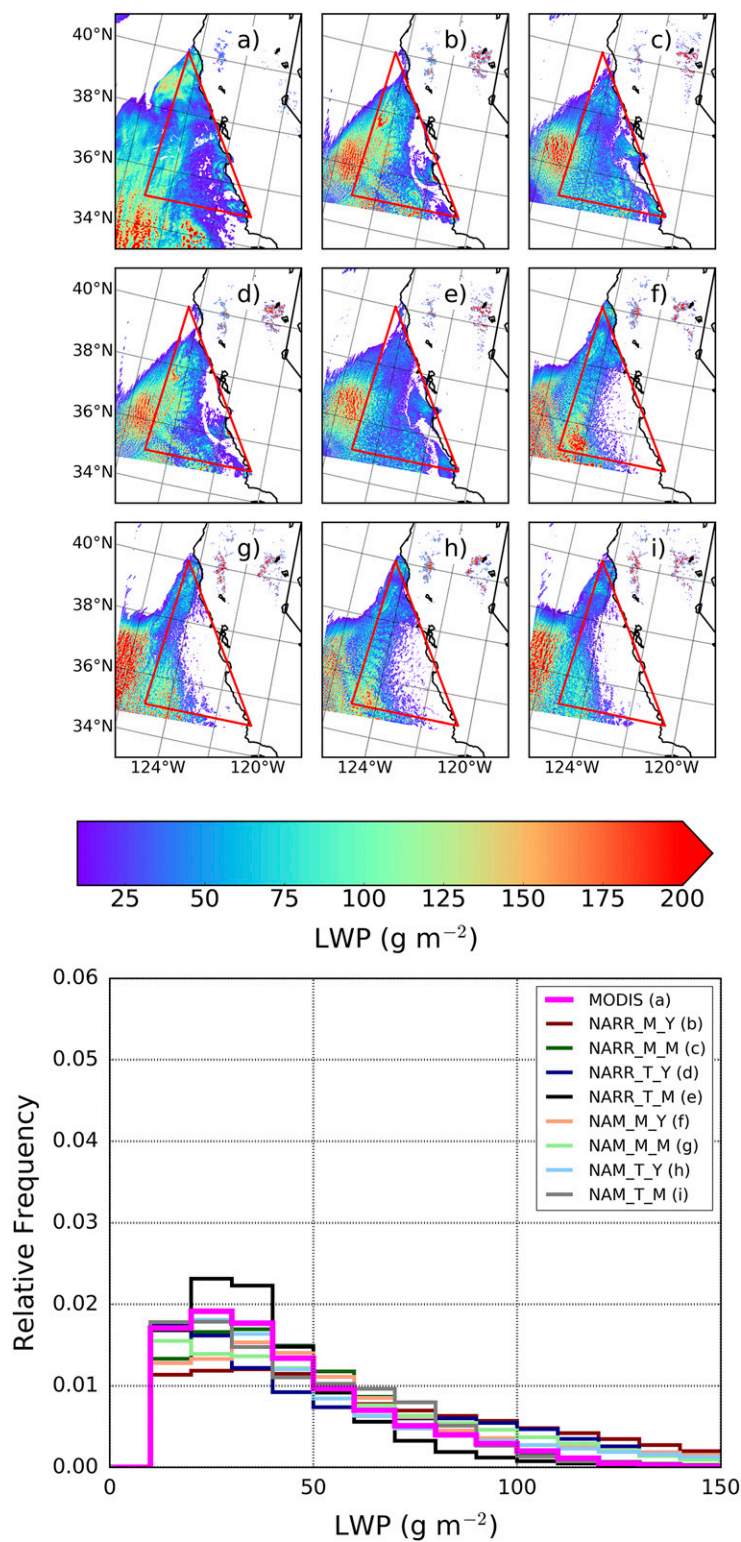 40°N
38°N
36°N
34°N
a)
b)
c)
40°N
38°N
36°N
34°N
d)
e)
f)
40°N
38°N
36°N
34°N
g)
h)
i)
124°W 120°W 124°W 120°W 124°W 120°W
25 50 75 100 125 150 175 200
LWP (g m⁻²)
0.06
0.05
0.04
0.03
0.02
0.01
0.00
Relative Frequency
MODIS (a)
NARR_M_Y (b)
NARR_M_M (c)
NARR_T_Y (d)
NARR_T_M (e)
NAM_M_Y (f)
NAM_M_M (g)
NAM_T_Y (h)
NAM_T_M (i)
0 50 100 150
LWP (g m⁻²)